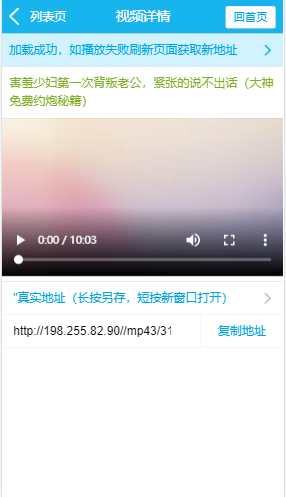 列表页 视频详情 回首页
加载成功，如播放失败刷新页面获取新地址
害羞少妇第一次背叛老公，紧张的说不出话（大神
免费约炮秘籍）
0:00 / 10:03
"真实地址（长按另存，短按新窗口打开）
http://198.255.82.90//mp43/31 复制地址